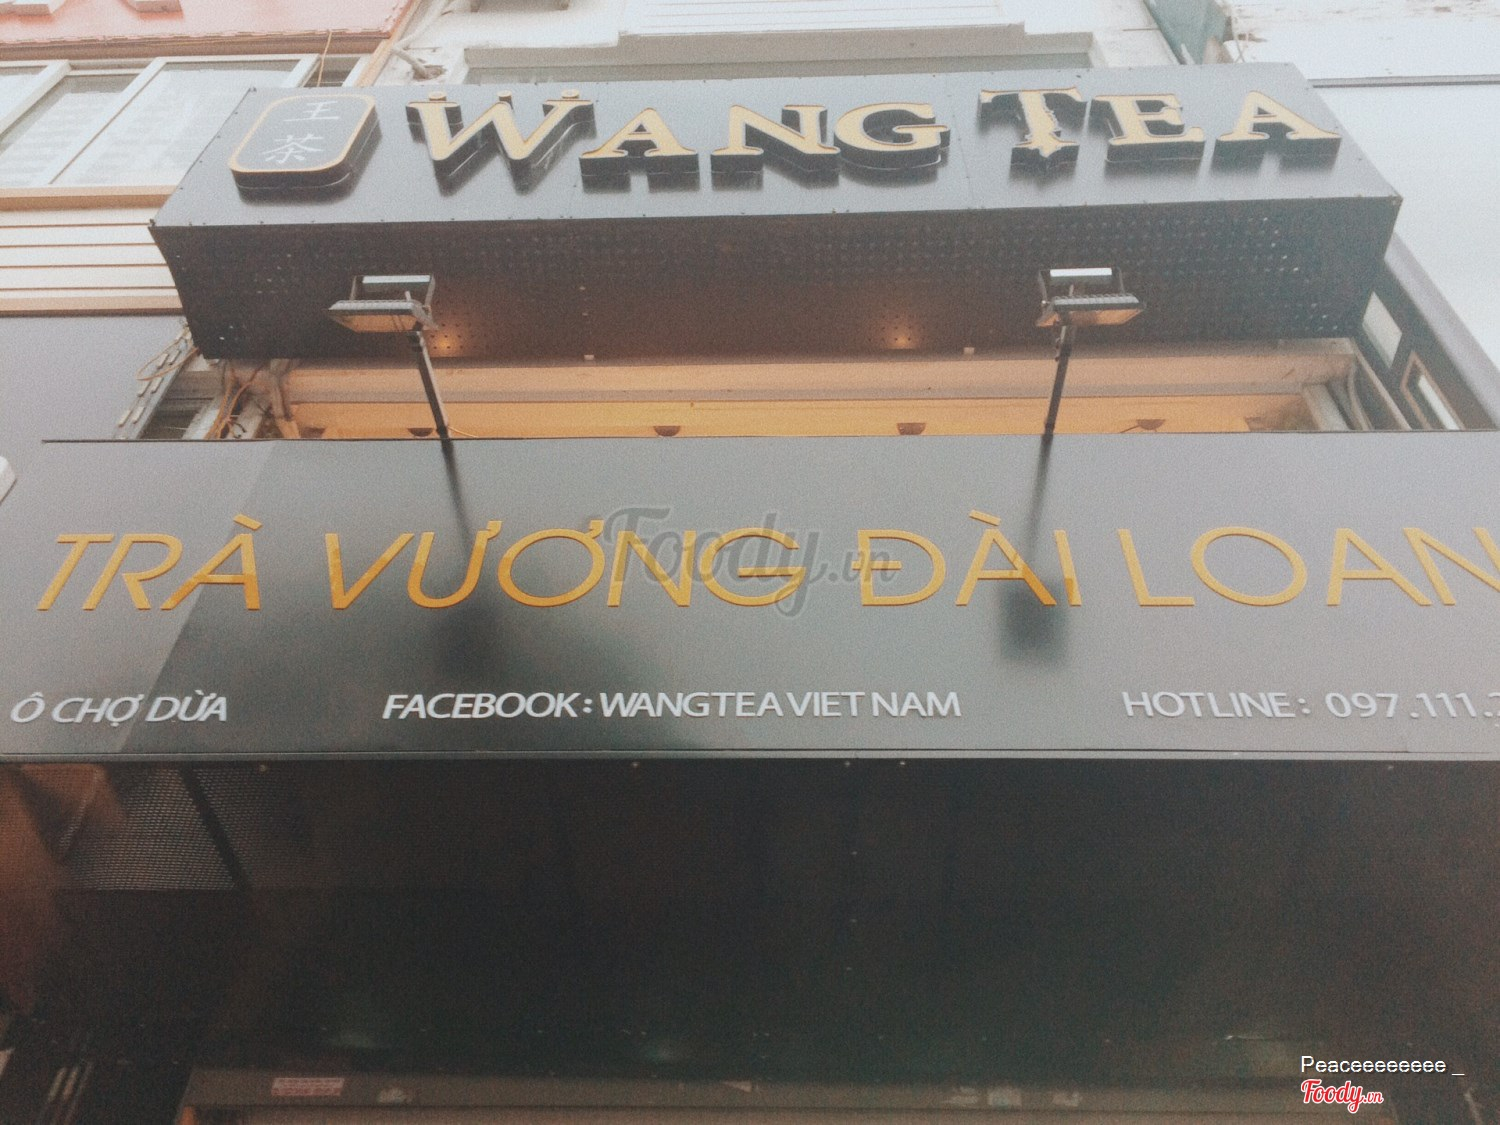 王茶
WANG TEA
TRÀ VƯƠNG ĐÀI LOAN
Ô CHỢ DỪA FACEBOOK: WANGTEA VIET NAM HOTLINE: 097.111.
Foody.vn
Peaceeeeeeeee _
Foody.vn